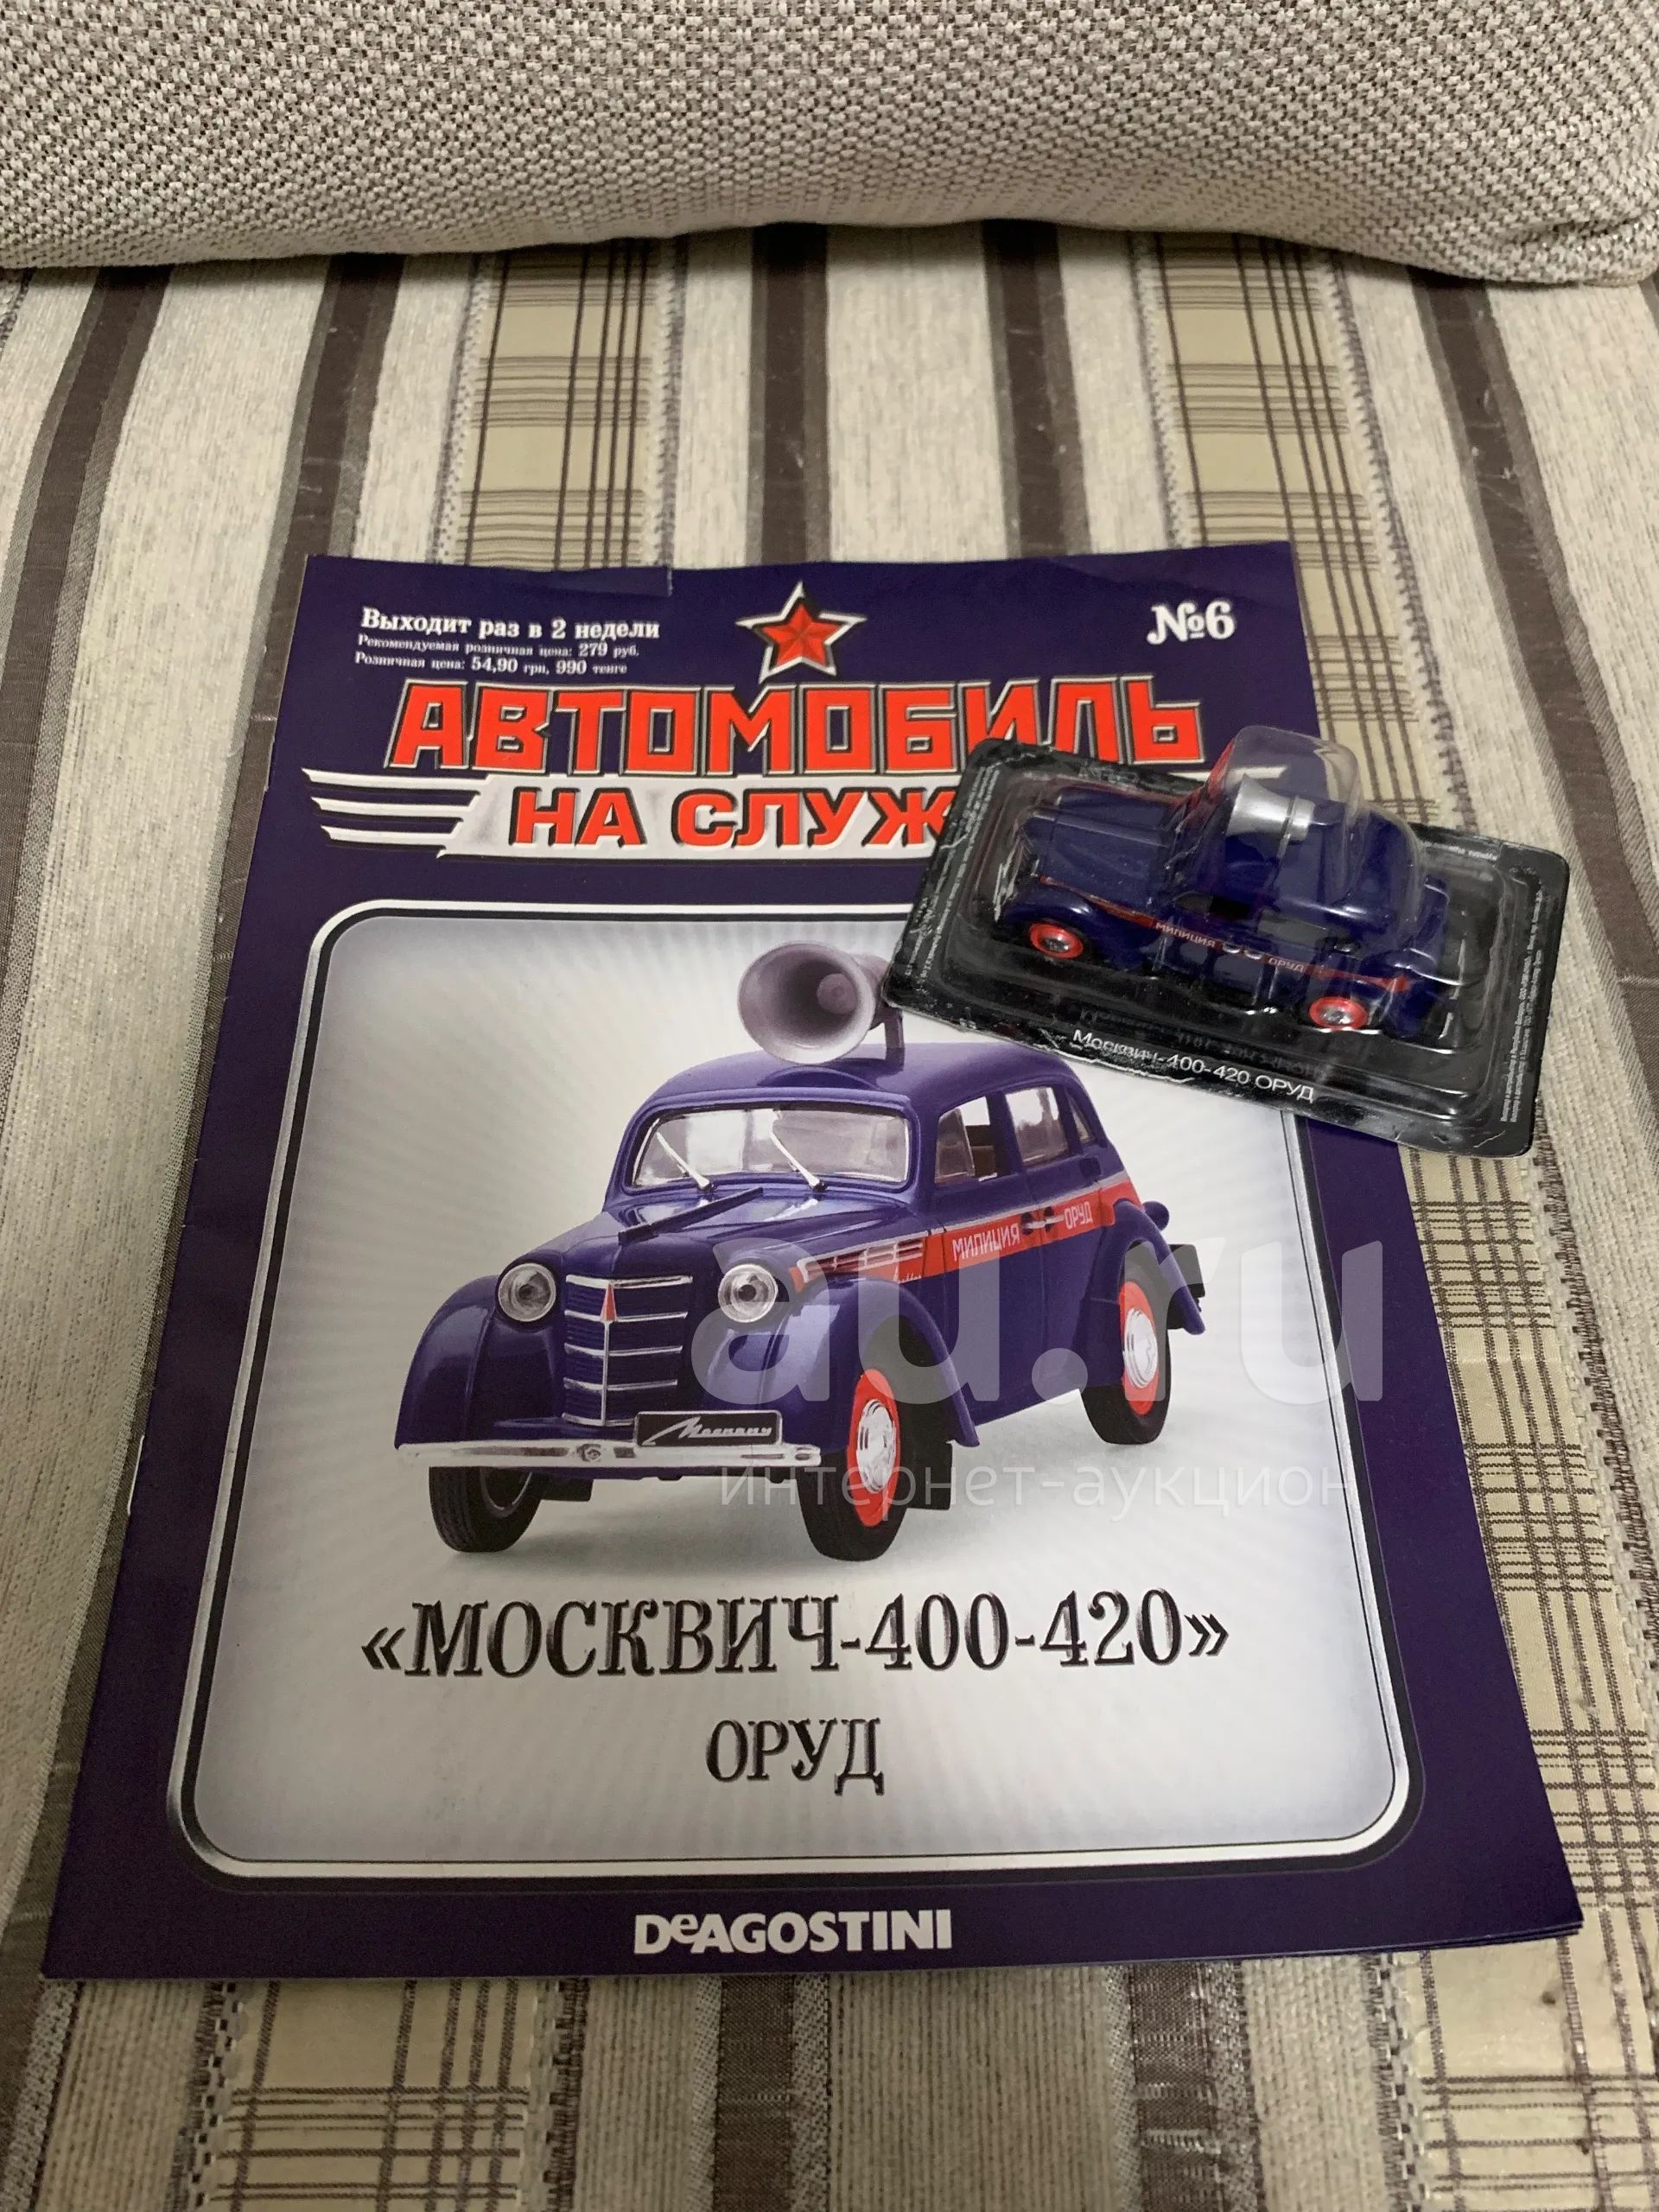 Выходит раз в 2 недели
Рекомендуемая розничная цена: 279 руб.
Розничная цена: 54,90 грн, 990 тенге
№6
АВТОМОБИЛЬ
НА СЛУЖ
МИЛИЦИЯ ОРУД
Москвич-400-420 ОРУД
МИЛИЦИЯ ОРУД
Москвич
au.ru
интернет-аукцион
«МОСКВИЧ-400-420»
ОРУД
DeAGOSTINI